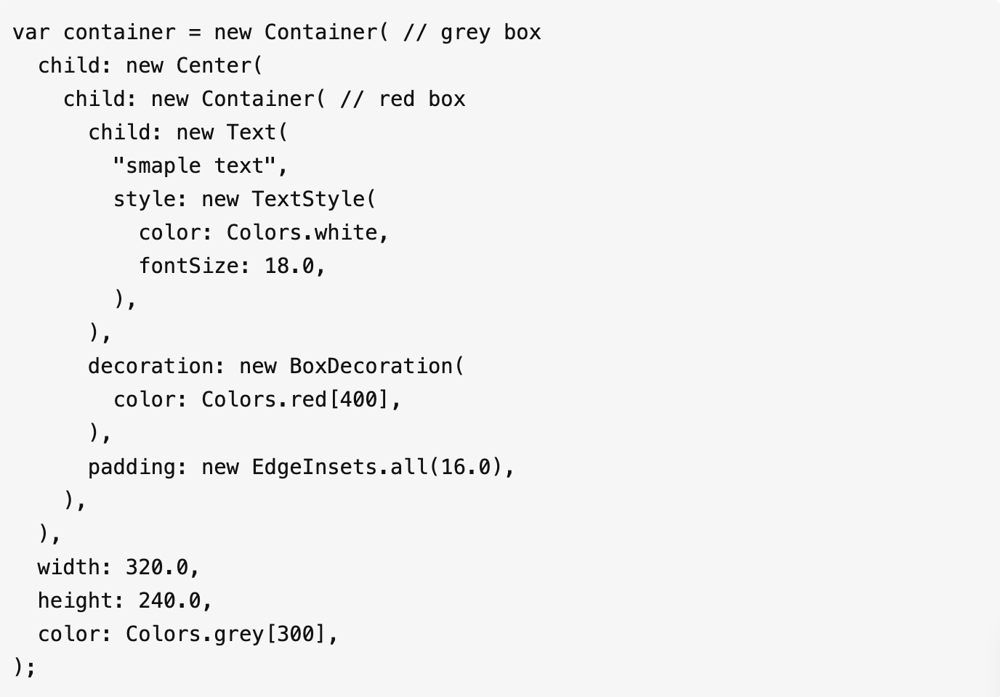 var container = new Container( // grey box
  child: new Center(
    child: new Container( // red box
      child: new Text(
        "smaple text",
        style: new TextStyle(
          color: Colors.white,
          fontSize: 18.0,
        ),
      ),
      decoration: new BoxDecoration(
        color: Colors.red[400],
      ),
      padding: new EdgeInsets.all(16.0),
    ),
  ),
  width: 320.0,
  height: 240.0,
  color: Colors.grey[300],
);